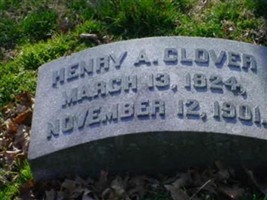 HENRY A. CLOVER
MARCH 13, 1824,
NOVEMBER 12, 1901.